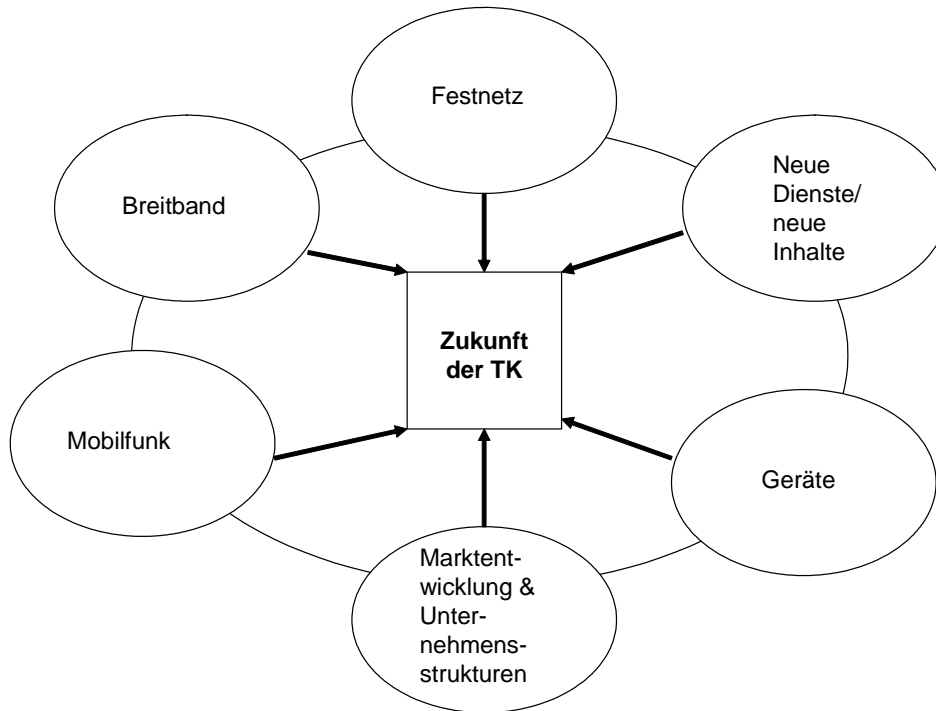 Festnetz
Breitband
Neue
Dienste/
neue
Inhalte
Zukunft
der TK
Mobilfunk
Geräte
Marktent-
wicklung &
Unter-
nehmens-
strukturen